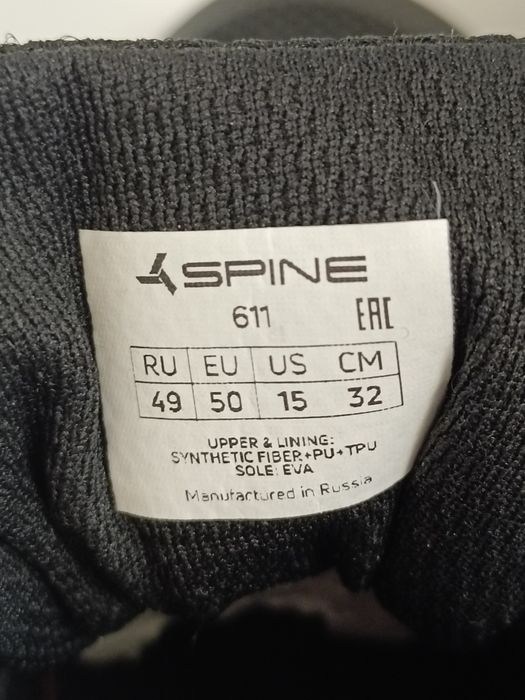 SPINE
611 EAC
RU EU US CM
49 50 15 32
UPPER & LINING:
SYNTHETIC FIBER+PU+TPU
SOLE: EVA
Manufactured in Russia